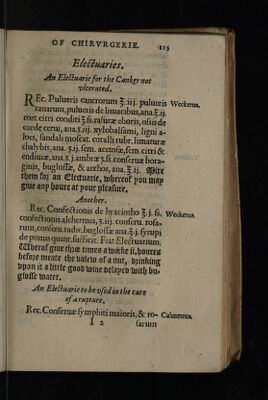 OF CHIRVRGERIE. 115
Electuaries.
An Electuarie for the Canker not
vlcerated.
REc. Pulueris cancrorum ʒ. iij. pulueris Weckerus.
ranarum, pulueris de limacibus, ana, ʒ. ij.
cort. citri conditi ʒ. ss. rasuræ eboris, ossis de
corde cerui, ana. ʒ. iij. xylobalsami, ligni a-
loes, sandali moscat. coralli rubr. limaturæ
chalybis, ana. ʒ. ij. sem. acetosæ, sem. citri &
endiuiæ, ana. ʒ. j. ambræ ʒ. ss. conseruæ bora-
ginis, buglossæ, & anthos, ana, ʒ. ij. Mire
them for an Electuarie, whereof you may
giue any houre at your pleasure.
Another.
Rec. Confectionis de hyacintho ʒ. j. ss. Weckerus.
confectionis alchermes, ʒ. iij. conseru. rosa-
rum, conseru. radic. buglossæ ana ʒ. j. syrupi
de pomis quant. sufficit. Fiat Electuarium.
Wherof giue thrée times a wéeke ii, houres
before meate the valew of a nut, drinking
vpon it a little good wine delayed with bu-
glosse water.
An Electuarie to be vsed in the cure
of a rupture.
Rec. Conseruæ symphiti maioris, & ro- Calmeteus.
I 2 sarum